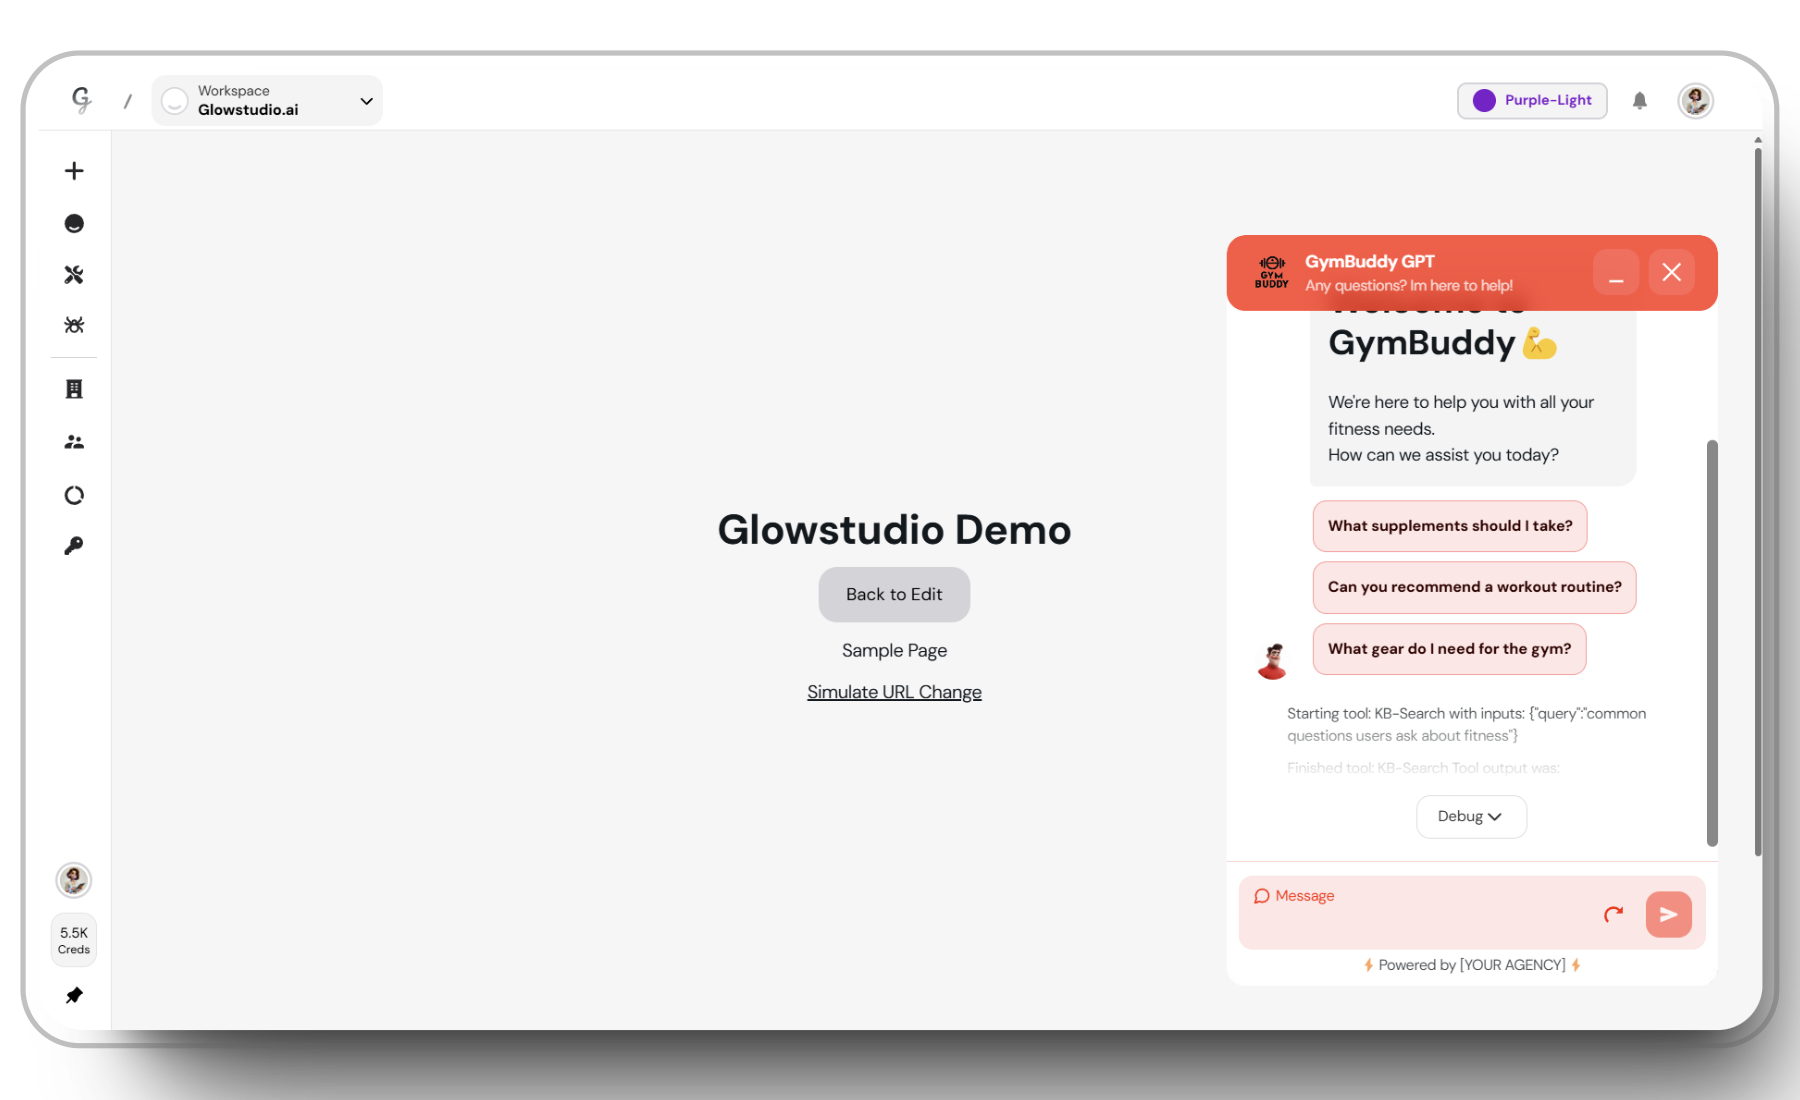 Workspace
Glowstudio.ai
Purple-Light
GYM
BUDDY
GymBuddy GPT
Any questions? Im here to help!
Welcome to
GymBuddy
We're here to help you with all your
fitness needs.
How can we assist you today?
What supplements should I take?
Can you recommend a workout routine?
What gear do I need for the gym?
Starting tool: KB-Search with inputs: {"query":"common
questions users ask about fitness"}
Finished tool: KB-Search Tool output was:
Debug
Message
Powered by [YOUR AGENCY]
Glowstudio Demo
Back to Edit
Sample Page
Simulate URL Change
5.5K
Creds